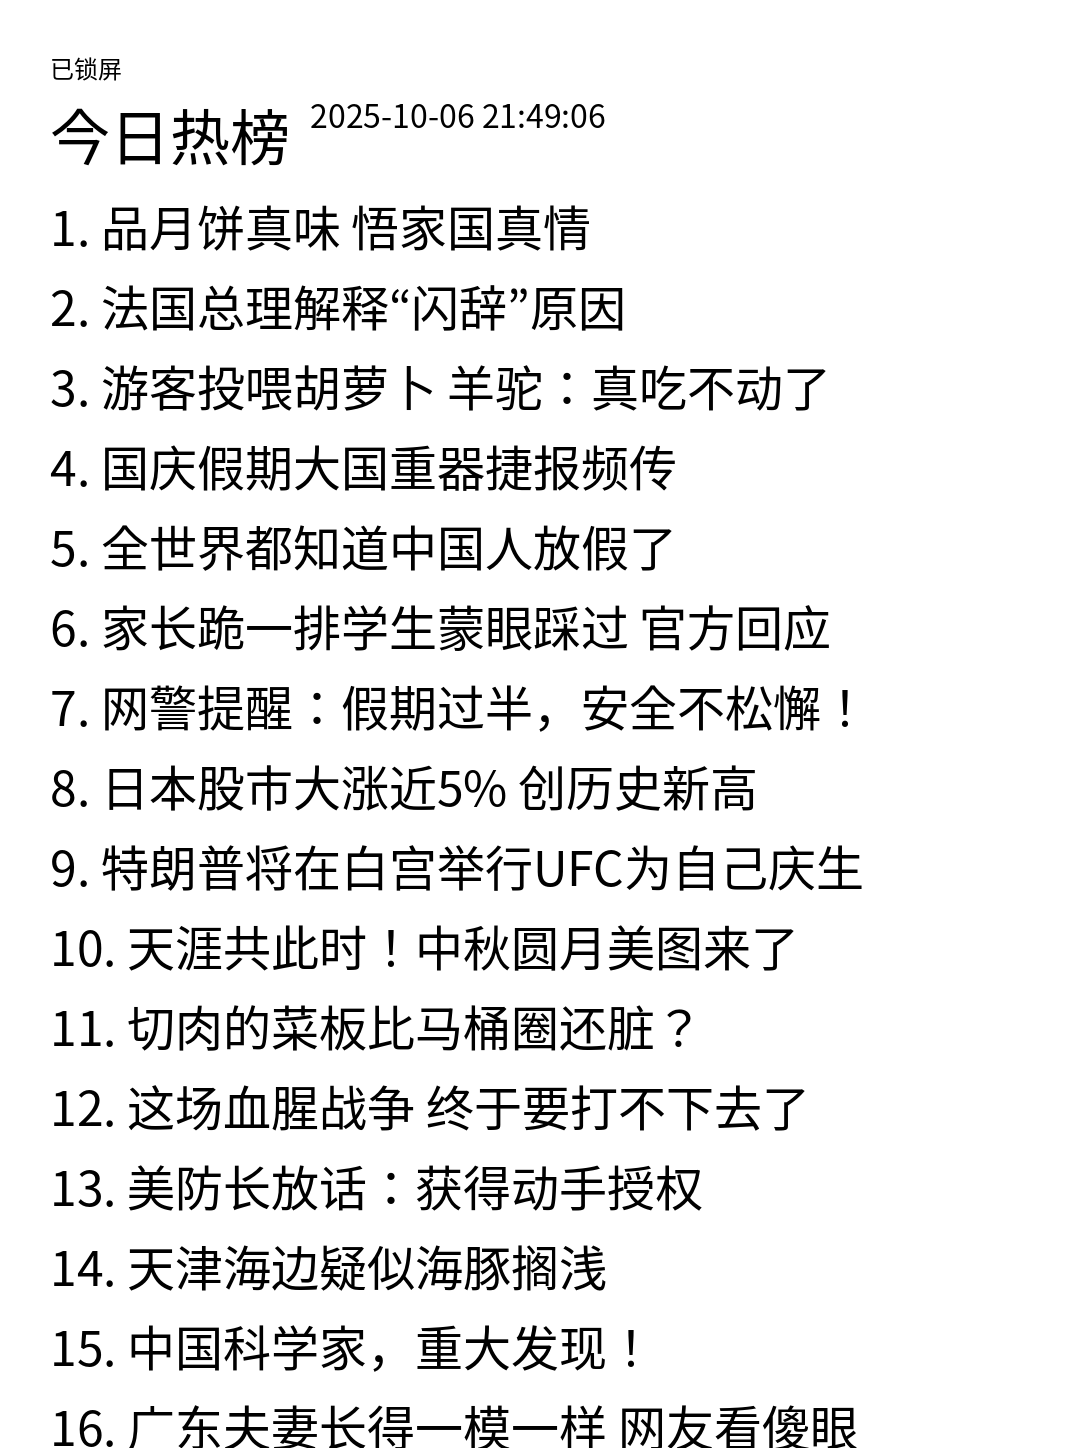 已锁屏
今日热榜 2025-10-06 21:49:06
1. 品月饼真味 悟家国真情
2. 法国总理解释“闪辞”原因
3. 游客投喂胡萝卜 羊驼：真吃不动了
4. 国庆假期大国重器捷报频传
5. 全世界都知道中国人放假了
6. 家长跪一排学生蒙眼踩过 官方回应
7. 网警提醒：假期过半，安全不松懈！
8. 日本股市大涨近5% 创历史新高
9. 特朗普将在白宫举行UFC为自己庆生
10. 天涯共此时！中秋圆月美图来了
11. 切肉的菜板比马桶圈还脏？
12. 这场血腥战争 终于要打不下去了
13. 美防长放话：获得动手授权
14. 天津海边疑似海豚搁浅
15. 中国科学家，重大发现！
16. 广东夫妻长得一模一样 网友看傻眼